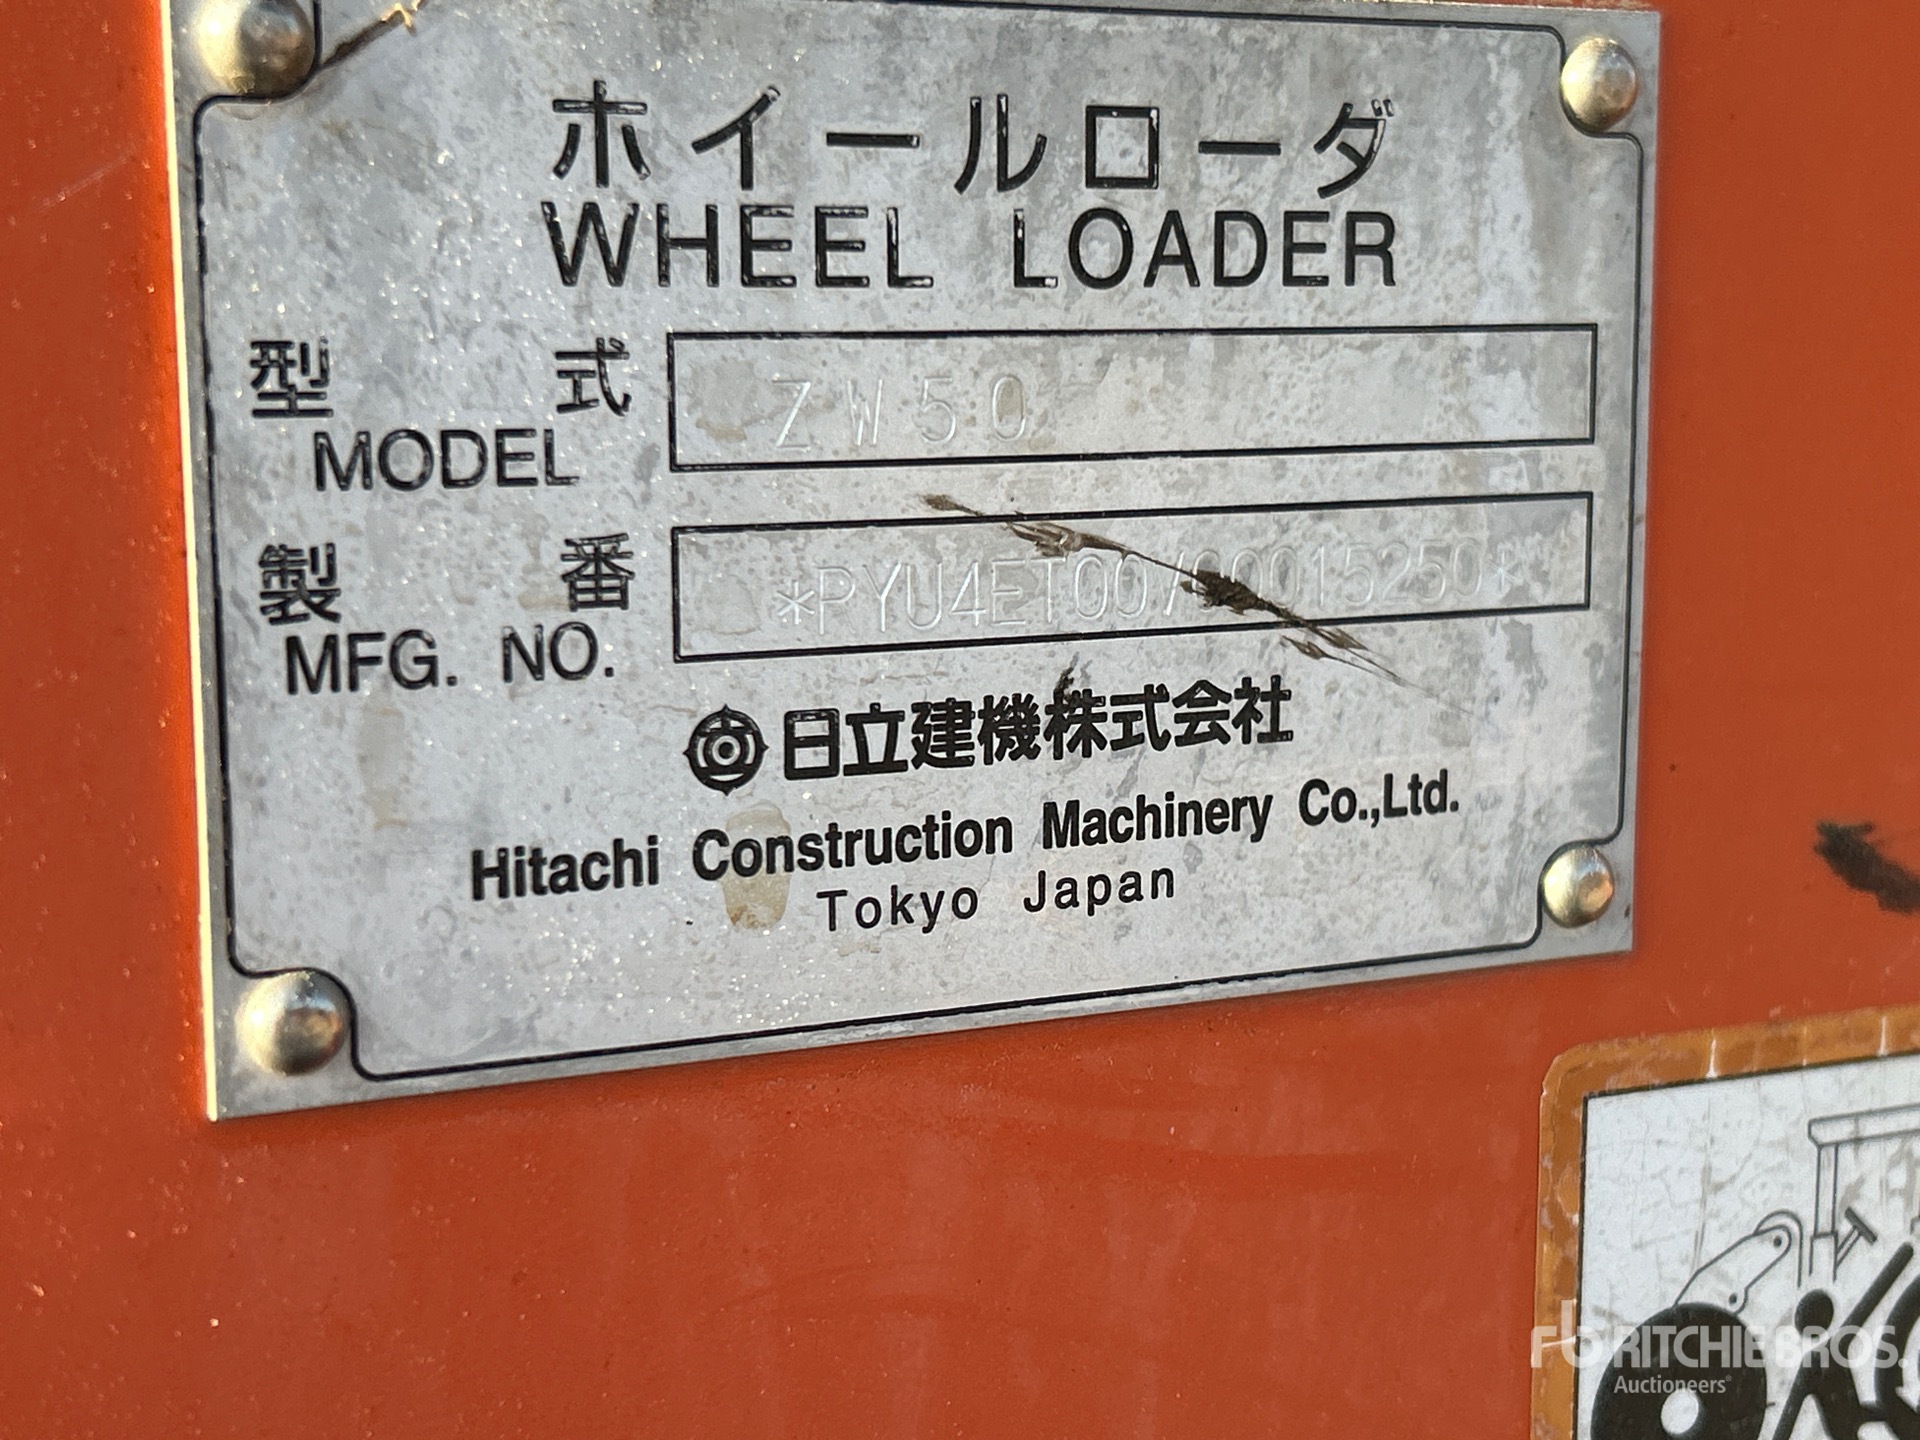 ホイールローダ
WHEEL LOADER
型式
MODEL
ZW50
製番
MFG. NO.
日立建機株式会社
Hitachi Construction Machinery Co.,Ltd.
Tokyo Japan
rb RITCHIE BROS.
Auctioneers